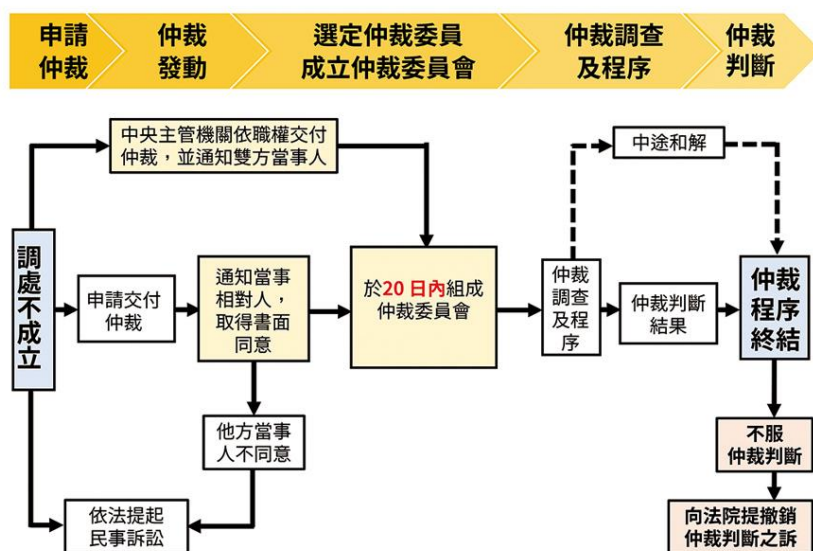 申請
仲裁
仲裁
發動
選定仲裁委員
成立仲裁委員會
仲裁調查
及程序
仲裁
判斷
中央主管機關依職權交付
仲裁，並通知雙方當事人
中途和解
調處不成立
申請交付
仲裁
通知當事
相對人，
取得書面
同意
於20 日內組成
仲裁委員會
仲裁
調查
及程
序
仲裁判斷
結果
仲裁
程序
終結
他方當事
人不同意
不服
仲裁判斷
依法提起
民事訴訟
向法院提撤銷
仲裁判斷之訴